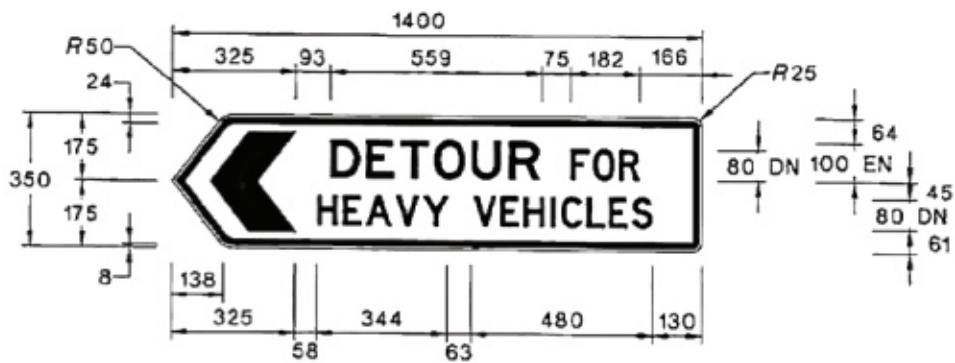 1400
325 93 559 75 182 166
R50
R25
24
175
350
175
8
DETOUR FOR
HEAVY VEHICLES
64
80 DN 100 EN
45
80 DN
61
138
325 344 480 130
58 63